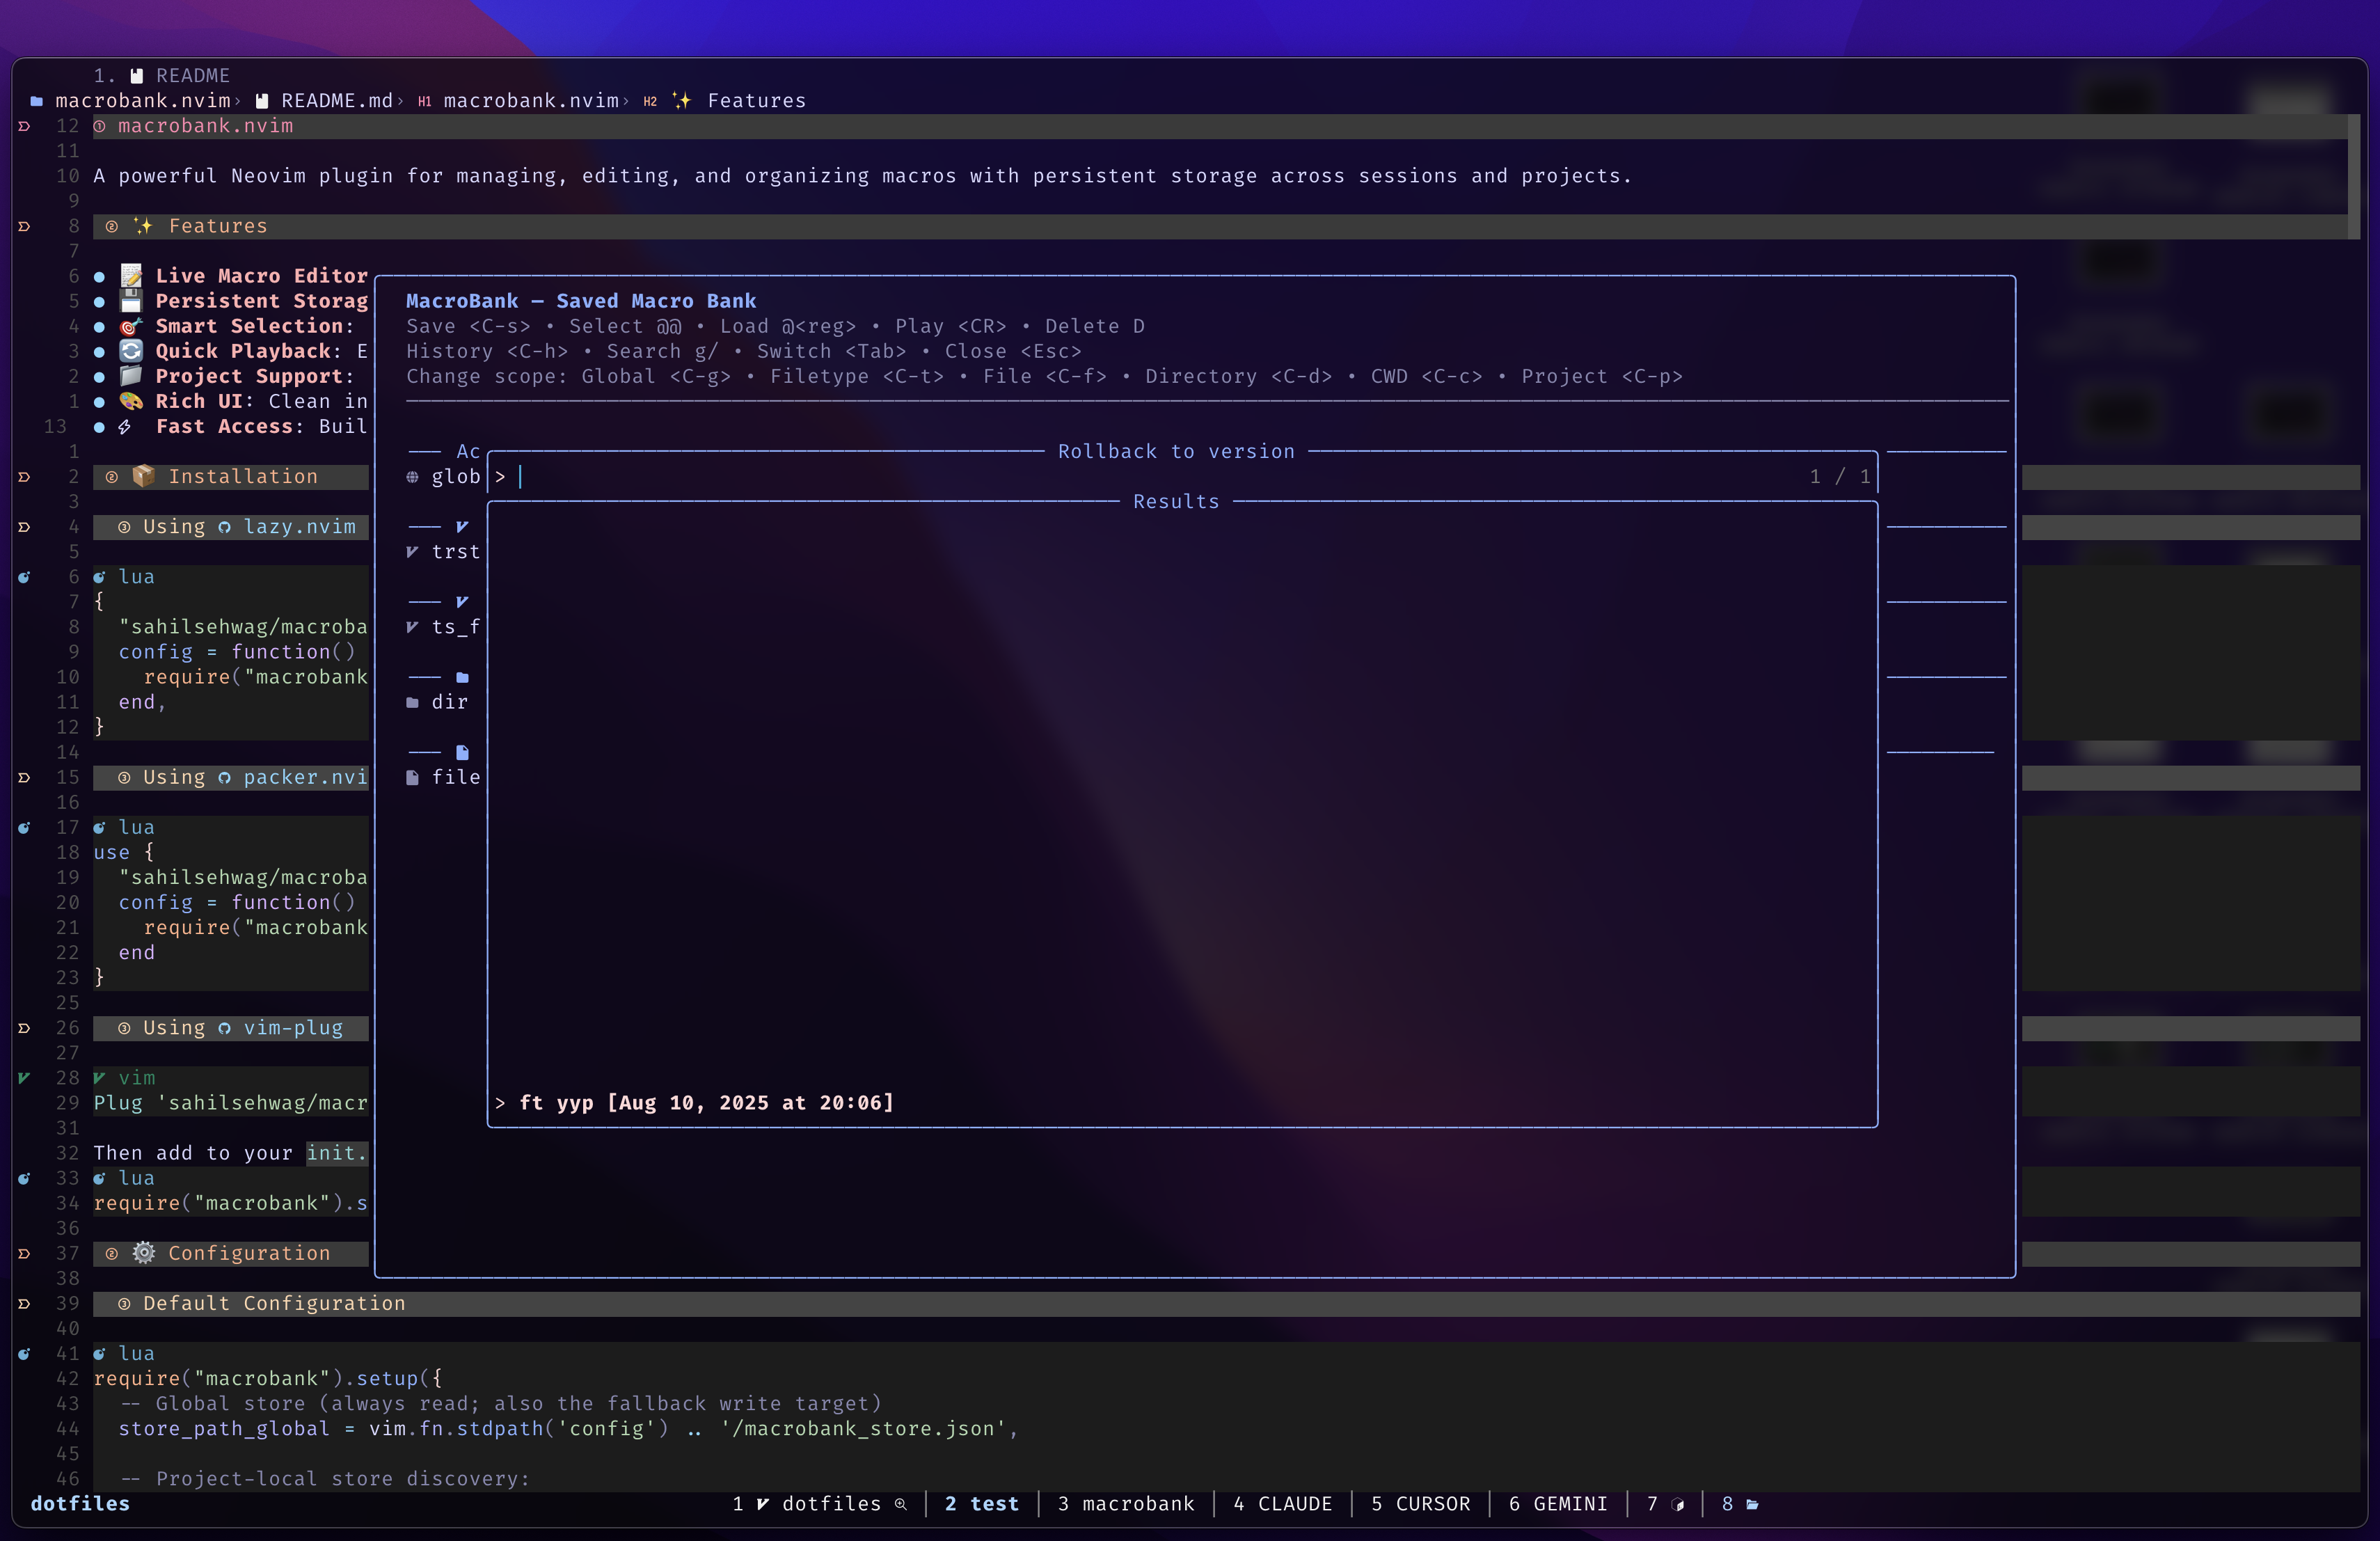 1. README
macrobank.nvim› README.md› H1 macrobank.nvim› H2 ✨ Features
12 ① macrobank.nvim
11
10 A powerful Neovim plugin for managing, editing, and organizing macros with persistent storage across sessions and projects.
9
8 ② ✨ Features
7
6 ● 📝 Live Macro Editor
5 ● 💾 Persistent Storag
4 ● 🎯 Smart Selection:
3 ● 🔄 Quick Playback: E
2 ● 📁 Project Support:
1 ● 🎨 Rich UI: Clean in
13 ● ⚡ Fast Access: Buil
1
2 ② 📦 Installation
3
4 ③ Using lazy.nvim
5
6 lua
7 {
8 "sahilsehwag/macroba
9 config = function()
10 require("macrobank
11 end,
12 }
14
15 ③ Using packer.nvi
16
17 lua
18 use {
19 "sahilsehwag/macroba
20 config = function()
21 require("macrobank
22 end
23 }
25
26 ③ Using vim-plug
27
28 vim
29 Plug 'sahilsehwag/macr
31
32 Then add to your init.
33 lua
34 require("macrobank").s
36
37 ② ⚙️ Configuration
38
39 ③ Default Configuration
40
41 lua
42 require("macrobank").setup({
43 -- Global store (always read; also the fallback write target)
44 store_path_global = vim.fn.stdpath('config') .. '/macrobank_store.json',
45
46 -- Project-local store discovery:
MacroBank — Saved Macro Bank
Save <C-s> • Select @@ • Load @<reg> • Play <CR> • Delete D
History <C-h> • Search g/ • Switch <Tab> • Close <Esc>
Change scope: Global <C-g> • Filetype <C-t> • File <C-f> • Directory <C-d> • CWD <C-c> • Project <C-p>
Ac
glob
trst
ts_f
dir
file
Rollback to version
> 1 / 1
Results
> ft yyp [Aug 10, 2025 at 20:06]
dotfiles 1 dotfiles │ 2 test │ 3 macrobank │ 4 CLAUDE │ 5 CURSOR │ 6 GEMINI │ 7 │ 8